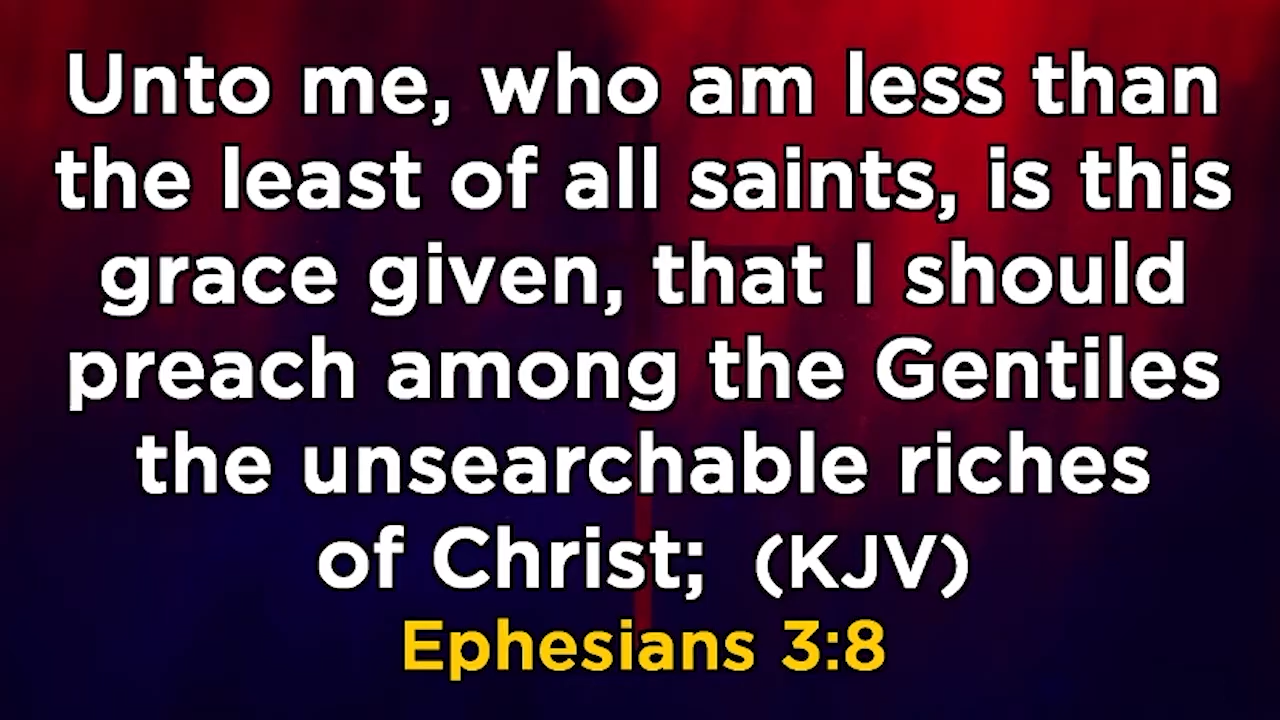 Unto me, who am less than
the least of all saints, is this
grace given, that I should
preach among the Gentiles
the unsearchable riches
of Christ; (KJV)
Ephesians 3:8